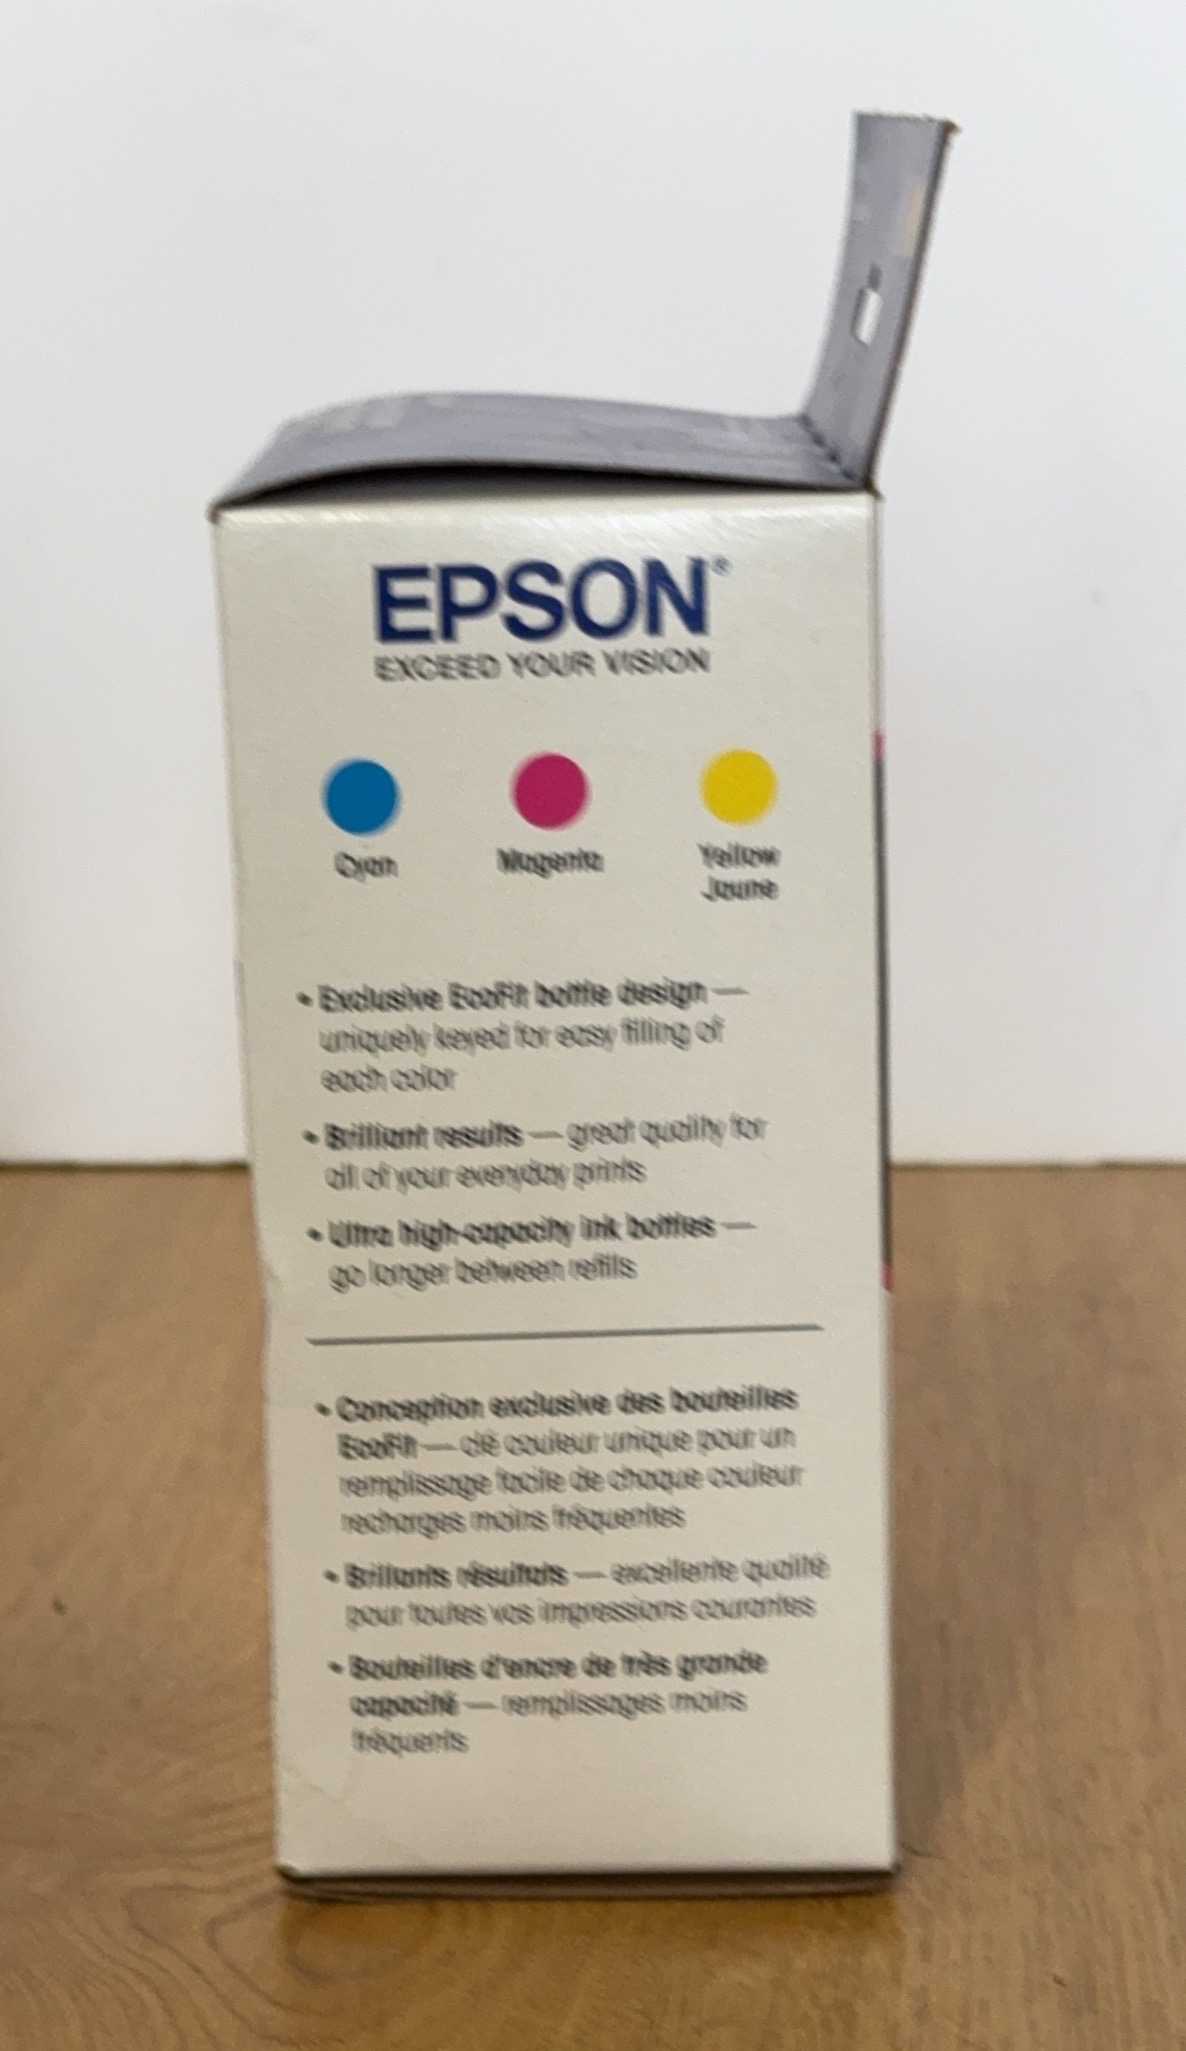 EPSON®
EXCEED YOUR VISION
Cyan
Magenta
Yellow
Jaune
• Exclusive EcoFit bottle design —
uniquely keyed for easy filling of
each color
• Brilliant results — great quality for
all of your everyday prints
• Ultra high-capacity ink bottles —
go longer between refills
• Conception exclusive des bouteilles
EcoFit — clé couleur unique pour un
remplissage facile de chaque couleur
recharges moins fréquentes
• Brillants résultats — excellente qualité
pour toutes vos impressions courantes
• Bouteilles d'encre de très grande
capacité — remplissages moins
fréquents